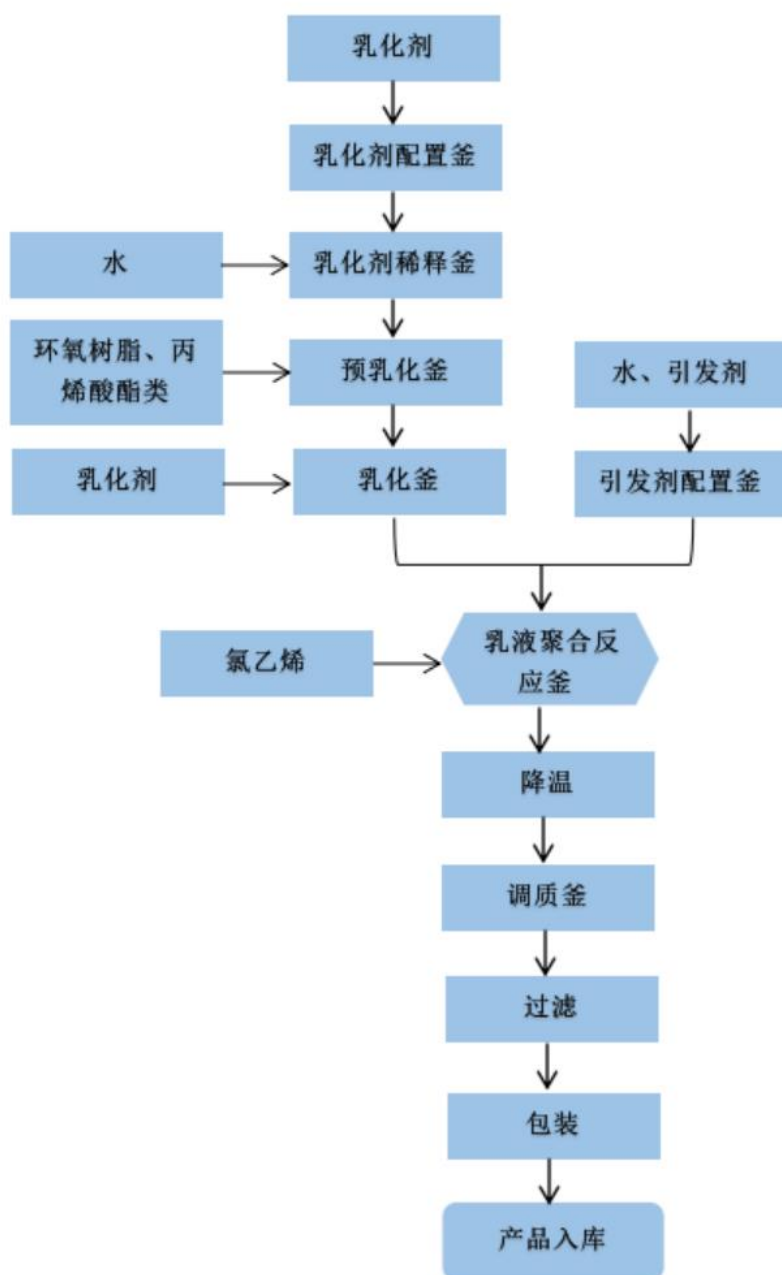 乳化剂
乳化剂配置釜
水
乳化剂稀释釜
环氧树脂、丙
烯酸酯类
预乳化釜
水、引发剂
乳化剂
乳化釜
引发剂配置釜
氯乙烯
乳液聚合反
应釜
降温
调质釜
过滤
包装
产品入库